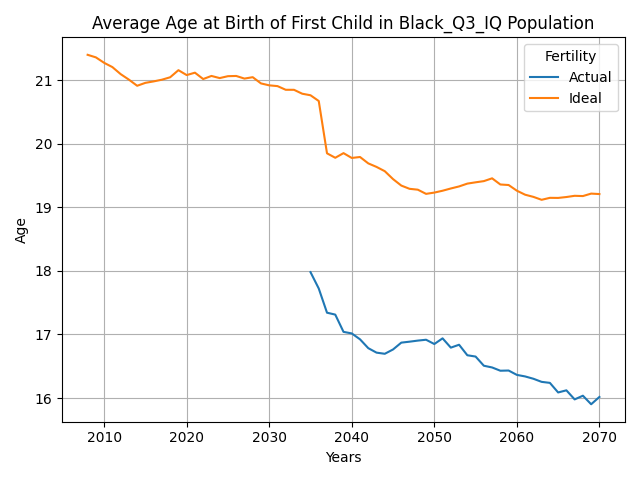 Average Age at Birth of First Child in Black_Q3_IQ Population
Fertility
Actual
Ideal
Age
21
20
19
18
17
16
2010 2020 2030 2040 2050 2060 2070
Years